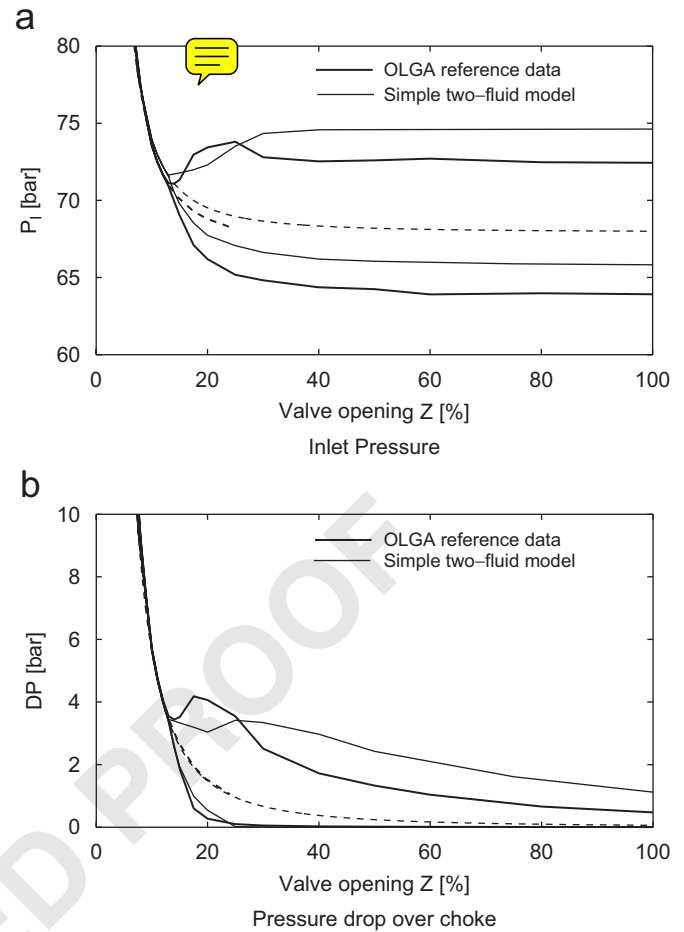 a
80
75
70
65
60
P_I [bar]
OLGA reference data
Simple two–fluid model
0 20 40 60 80 100
Valve opening Z [%]
Inlet Pressure
b
10
8
6
4
2
0
DP [bar]
OLGA reference data
Simple two–fluid model
0 20 40 60 80 100
Valve opening Z [%]
Pressure drop over choke
ED PROOF